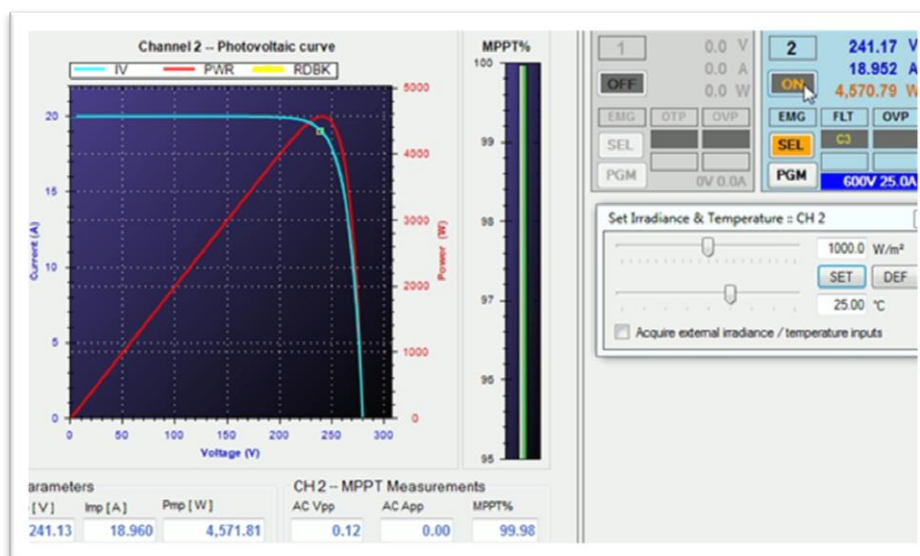 Channel 2 -- Photovoltaic curve
IV PWR RDBK
20
15
10
5
0
Current (A)
5000
4000
3000
2000
1000
0
Power (W)
0 50 100 150 200 250 300
Voltage (V)
MPPT%
100
99
98
97
96
95
1 0.0 V
0.0 A
OFF 0.0 W
EMG OTP OVP
SEL
PGM 0V 0.0A
2 241.17 V
18.952 A
ON 4,570.79 W
EMG FLT OVP
SEL C3
PGM 600V 25.0A
Set Irradiance & Temperature :: CH 2
1000.0 W/m²
SET DEF
25.00 °C
Acquire external irradiance / temperature inputs
arameters
[V] Imp [A] Pmp [W]
241.13 18.960 4,571.81
CH 2 -- MPPT Measurements
AC Vpp AC App MPPT%
0.12 0.00 99.98